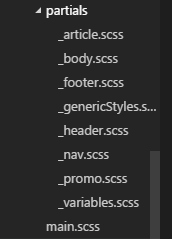 partials
_article.scss
_body.scss
_footer.scss
_genericStyles.s...
_header.scss
_nav.scss
_promo.scss
_variables.scss
main.scss